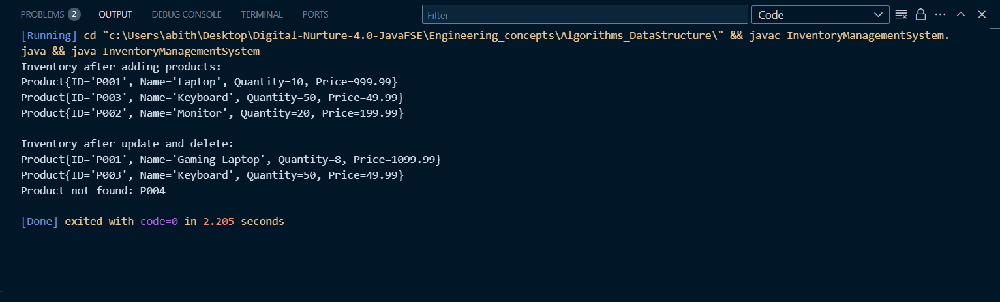 PROBLEMS 2 OUTPUT DEBUG CONSOLE TERMINAL PORTS Filter Code
[Running] cd "c:\Users\abith\Desktop\Digital-Nurture-4.0-JavaFSE\Engineering_concepts\Algorithms_DataStructure\" && javac InventoryManagementSystem.
java && java InventoryManagementSystem
Inventory after adding products:
Product{ID='P001', Name='Laptop', Quantity=10, Price=999.99}
Product{ID='P003', Name='Keyboard', Quantity=50, Price=49.99}
Product{ID='P002', Name='Monitor', Quantity=20, Price=199.99}

Inventory after update and delete:
Product{ID='P001', Name='Gaming Laptop', Quantity=8, Price=1099.99}
Product{ID='P003', Name='Keyboard', Quantity=50, Price=49.99}
Product not found: P004

[Done] exited with code=0 in 2.205 seconds